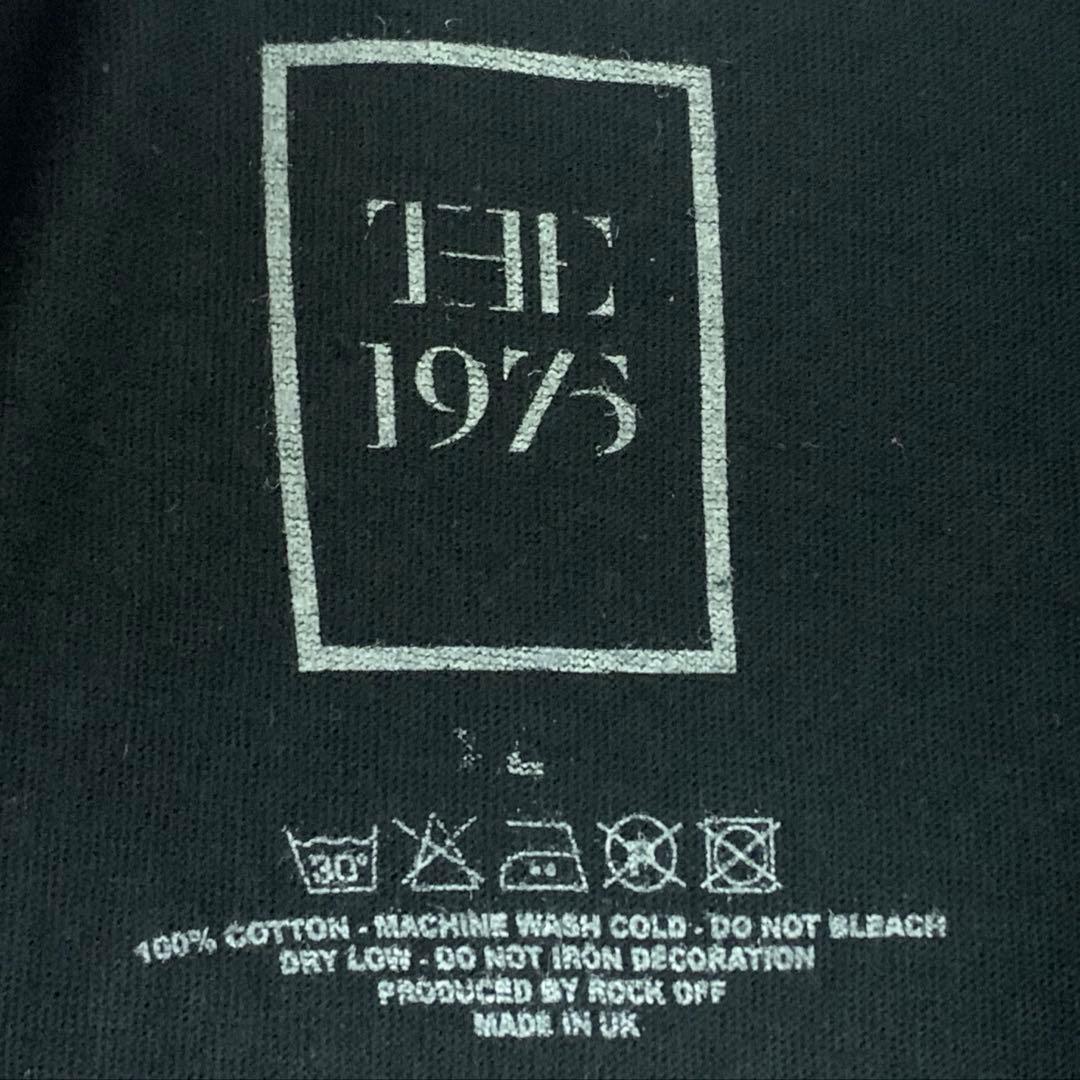 THE
1975
XL
30°
100% COTTON - MACHINE WASH COLD - DO NOT BLEACH
DRY LOW - DO NOT IRON DECORATION
PRODUCED BY ROCK OFF
MADE IN UK